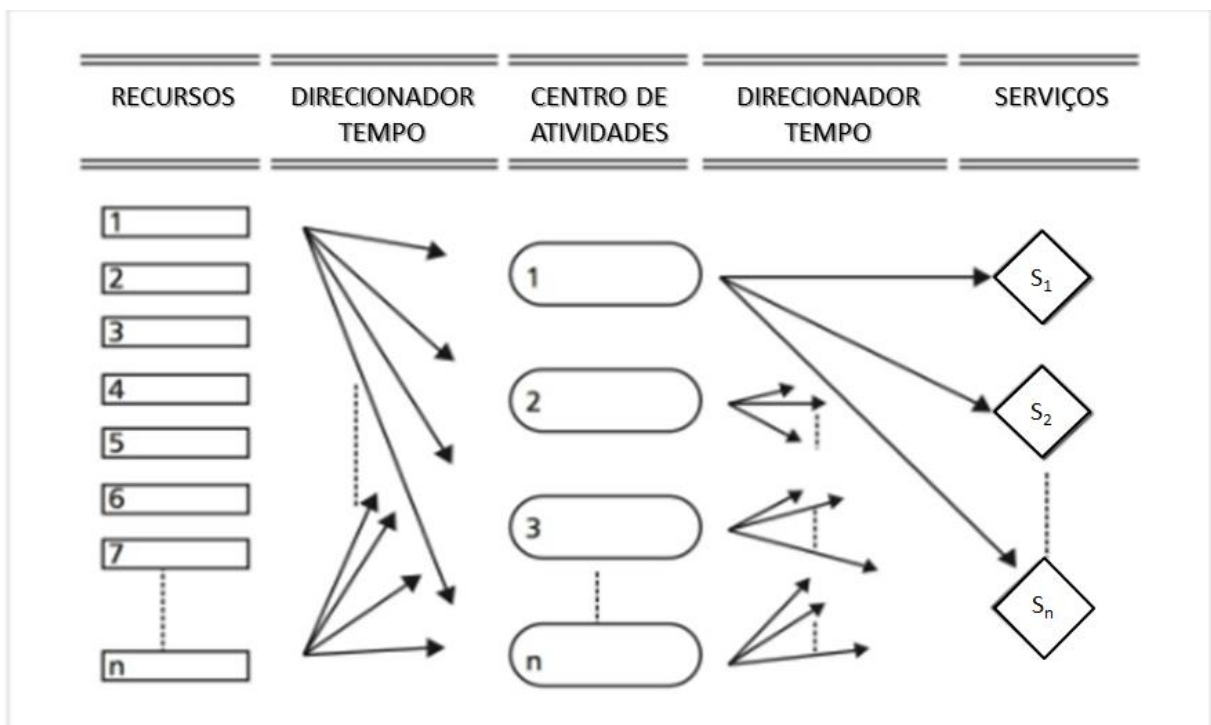 RECURSOS
DIRECIONADOR
TEMPO
CENTRO DE
ATIVIDADES
DIRECIONADOR
TEMPO
SERVIÇOS
1
2
3
4
5
6
7
n
1
2
3
n
S₁
S₂
Sₙ